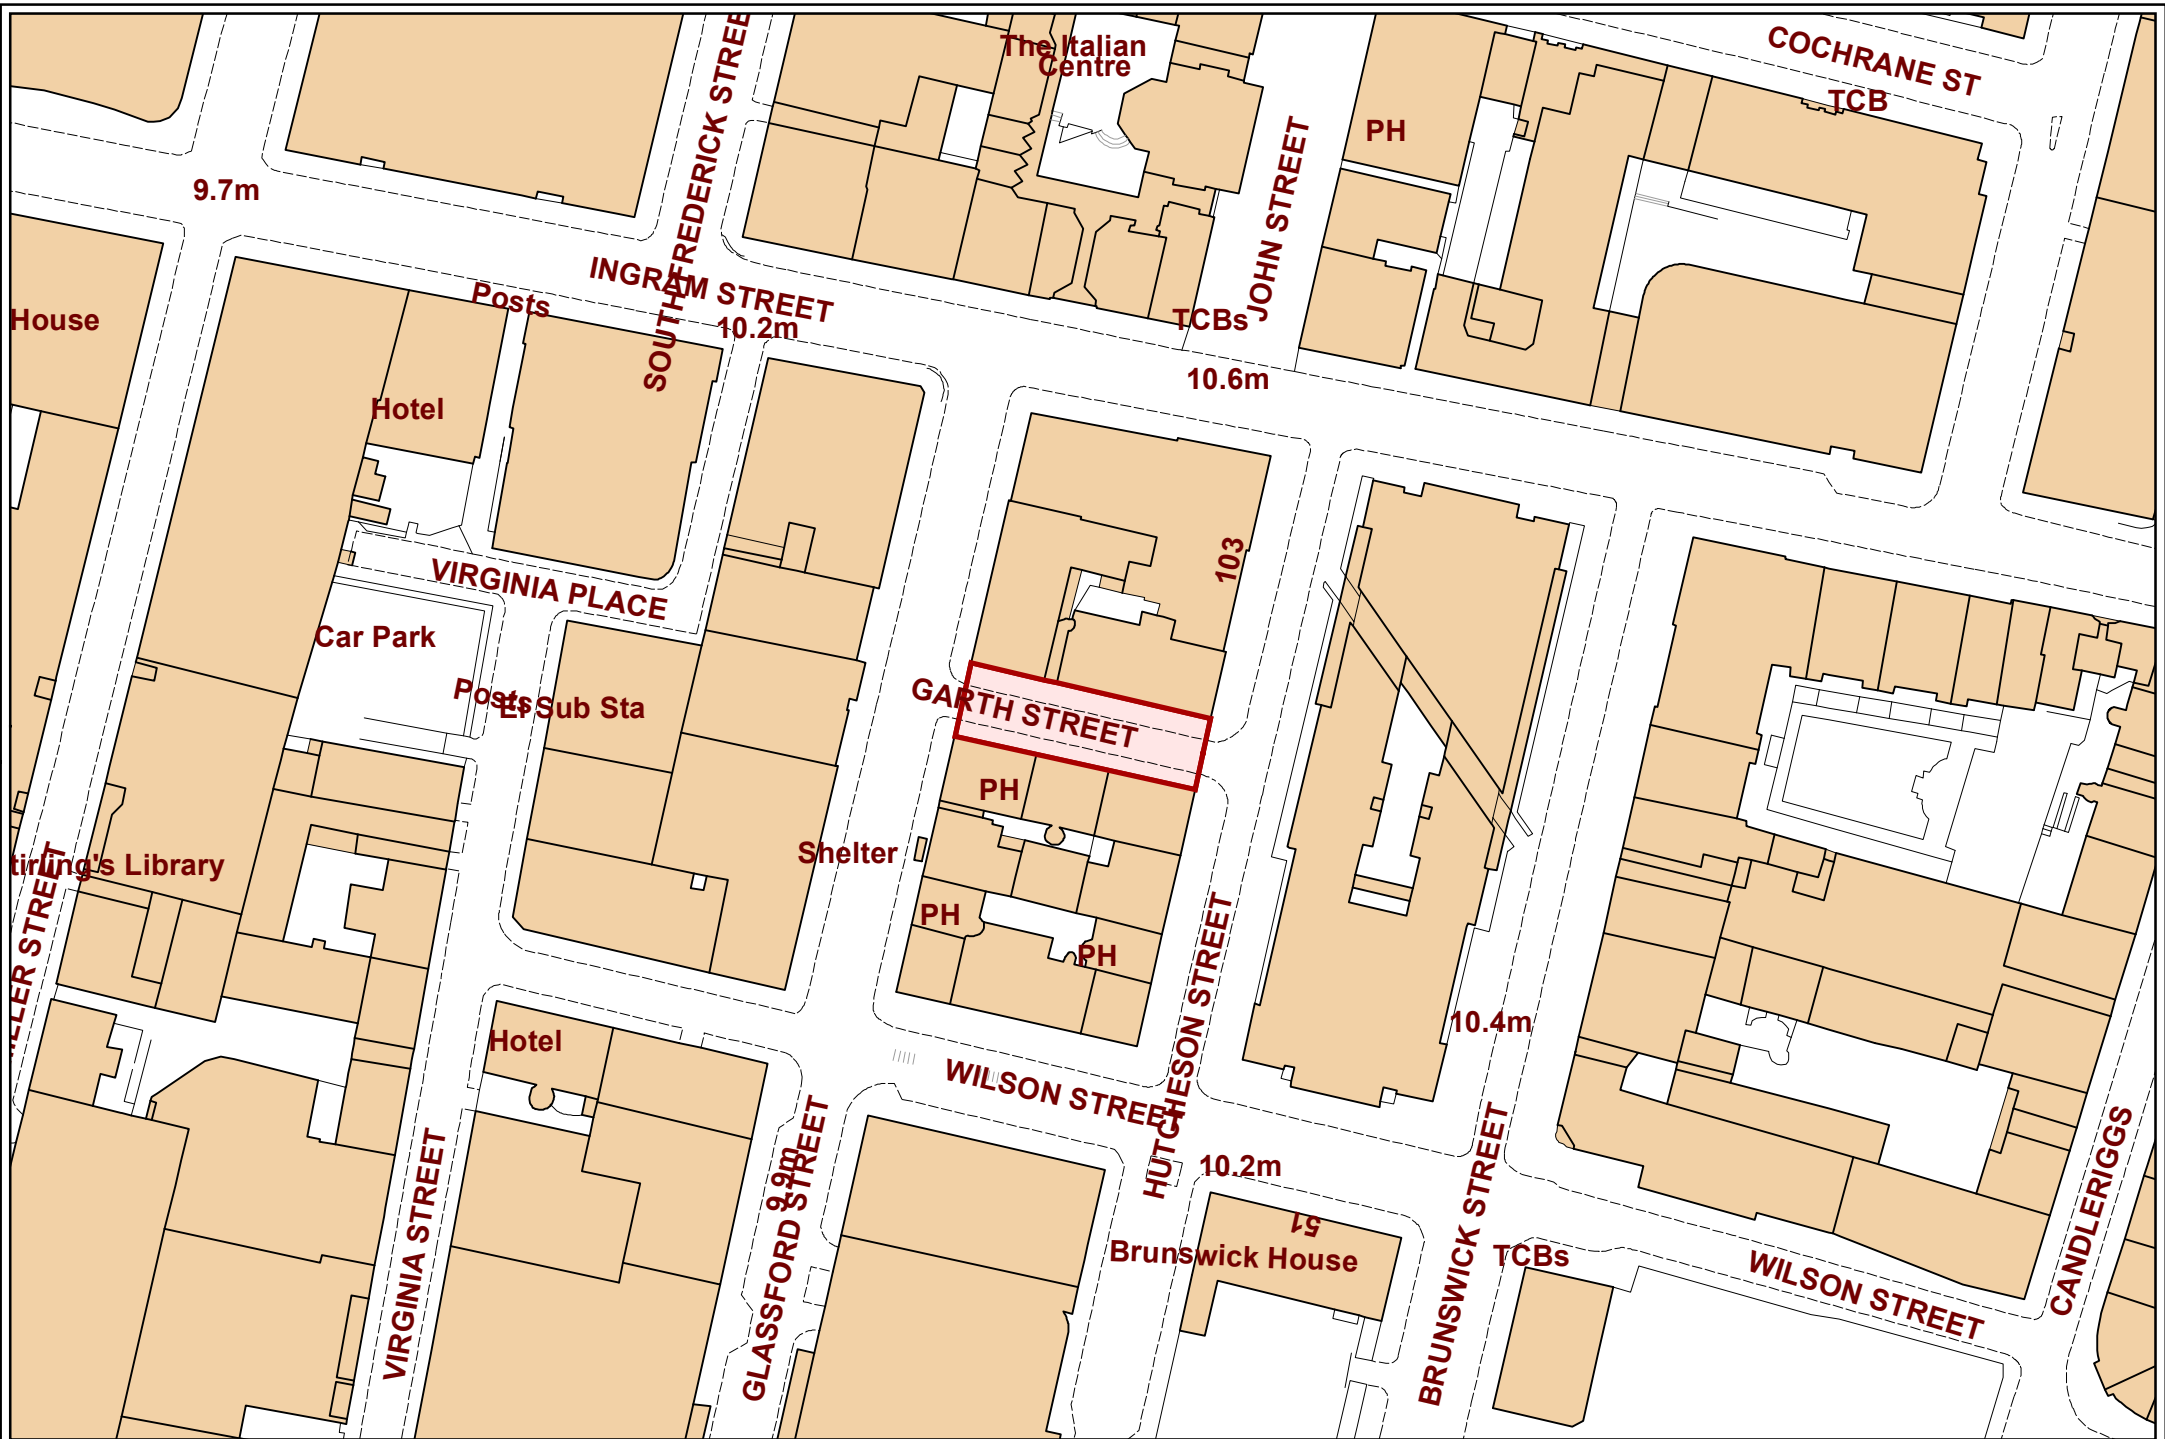 COCHRANE ST
TCB
The Italian
Centre
PH
SOUTH FREDERICK STREE
JOHN STREET
9.7m
INGRAM STREET
Posts
10.2m
TCBs
House
10.6m
Hotel
103
VIRGINIA PLACE
Car Park
Posts
El Sub Sta
GARTH STREET
PH
Shelter
tirling's Library
PH
PH
LLER STREET
HUTCHESON STREET
10.4m
Hotel
WILSON STREET
9.9m
GLASSFORD STREET
VIRGINIA STREET
10.2m
51
Brunswick House
BRUNSWICK STREET
TCBs
WILSON STREET
CANDLERIGGS